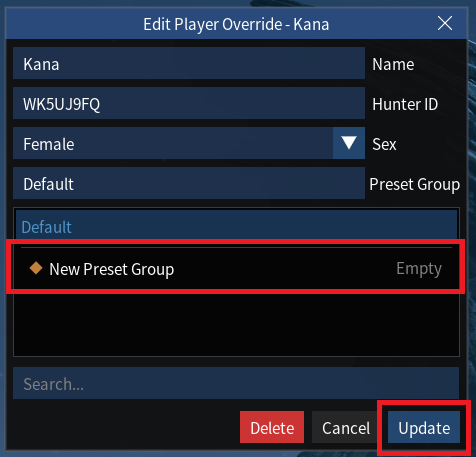 Edit Player Override - Kana
Kana Name
WK5UJ9FQ Hunter ID
Female Sex
Default Preset Group
Default
New Preset Group Empty
Search...
Delete Cancel Update